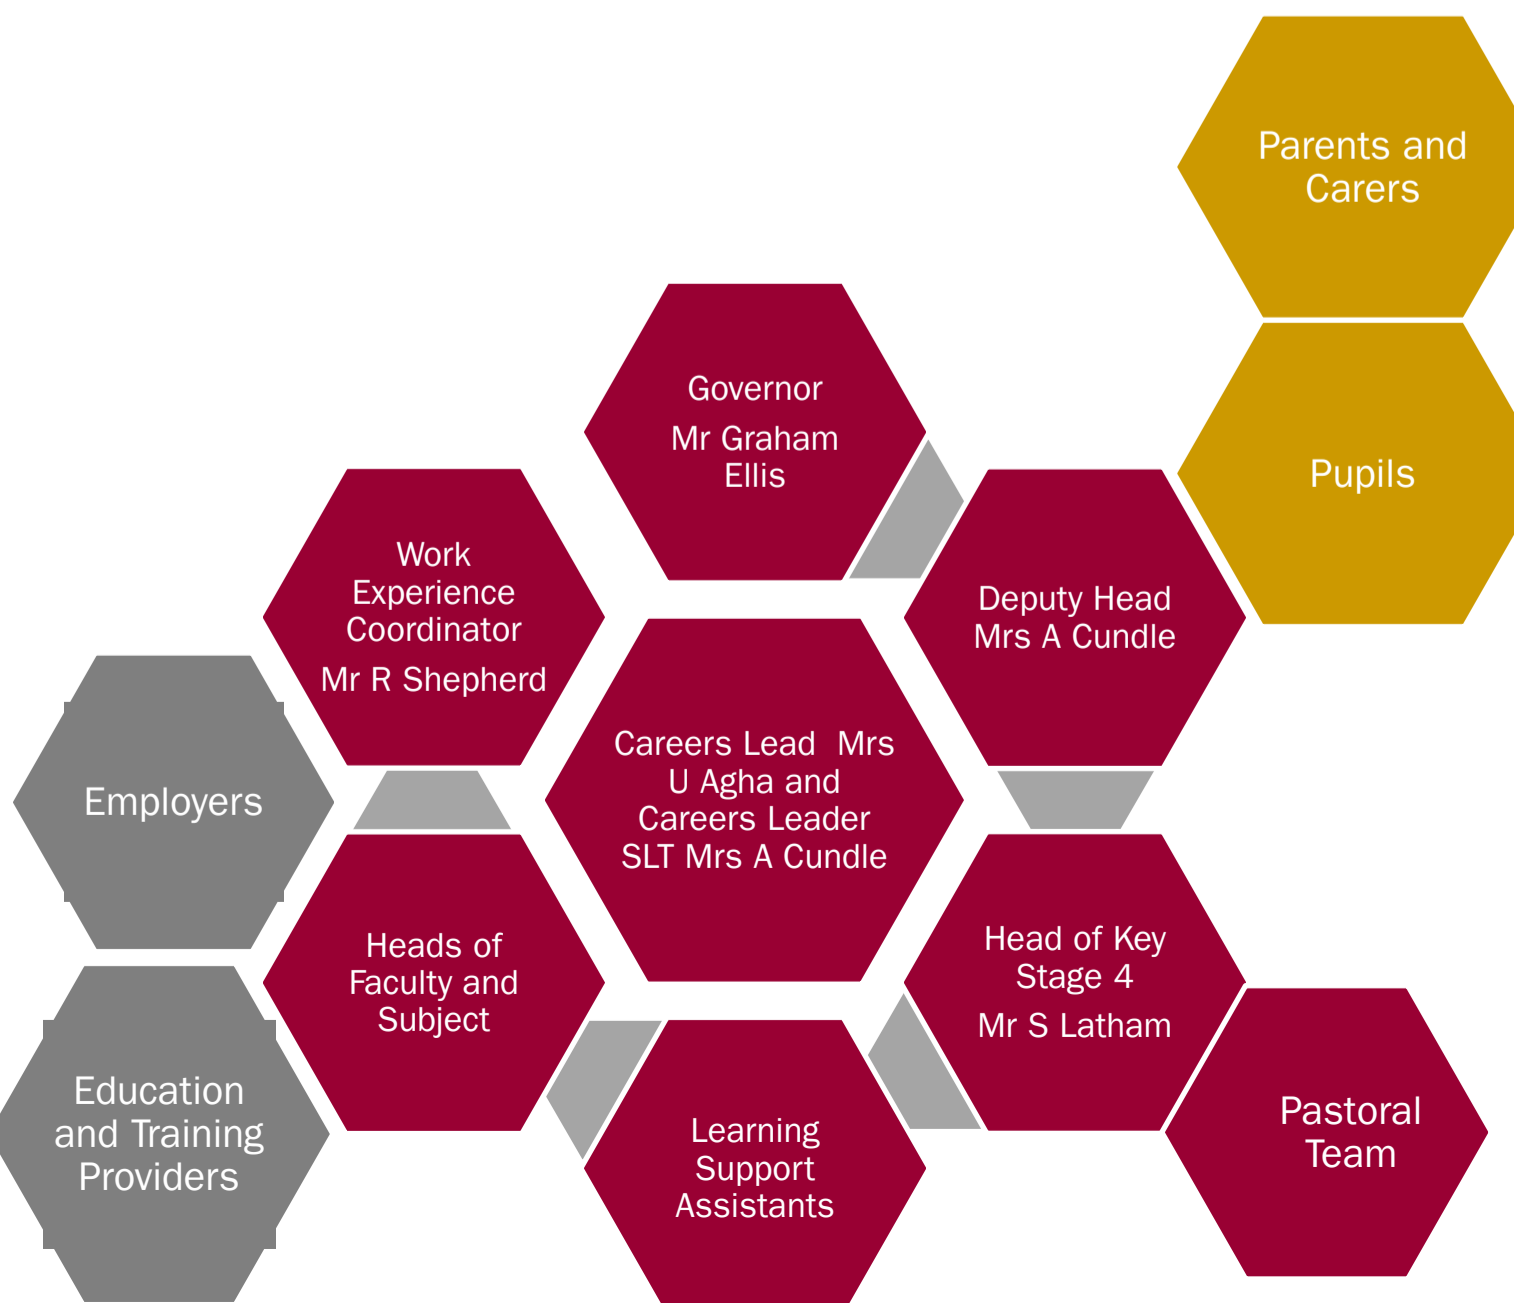 Parents and
Carers
Governor
Mr Graham
Ellis
Pupils
Work
Experience
Coordinator
Mr R Shepherd
Deputy Head
Mrs A Cundle
Employers
Careers Lead  Mrs
U Agha and
Careers Leader
SLT Mrs A Cundle
Heads of
Faculty and
Subject
Head of Key
Stage 4
Mr S Latham
Education
and Training
Providers
Learning
Support
Assistants
Pastoral
Team